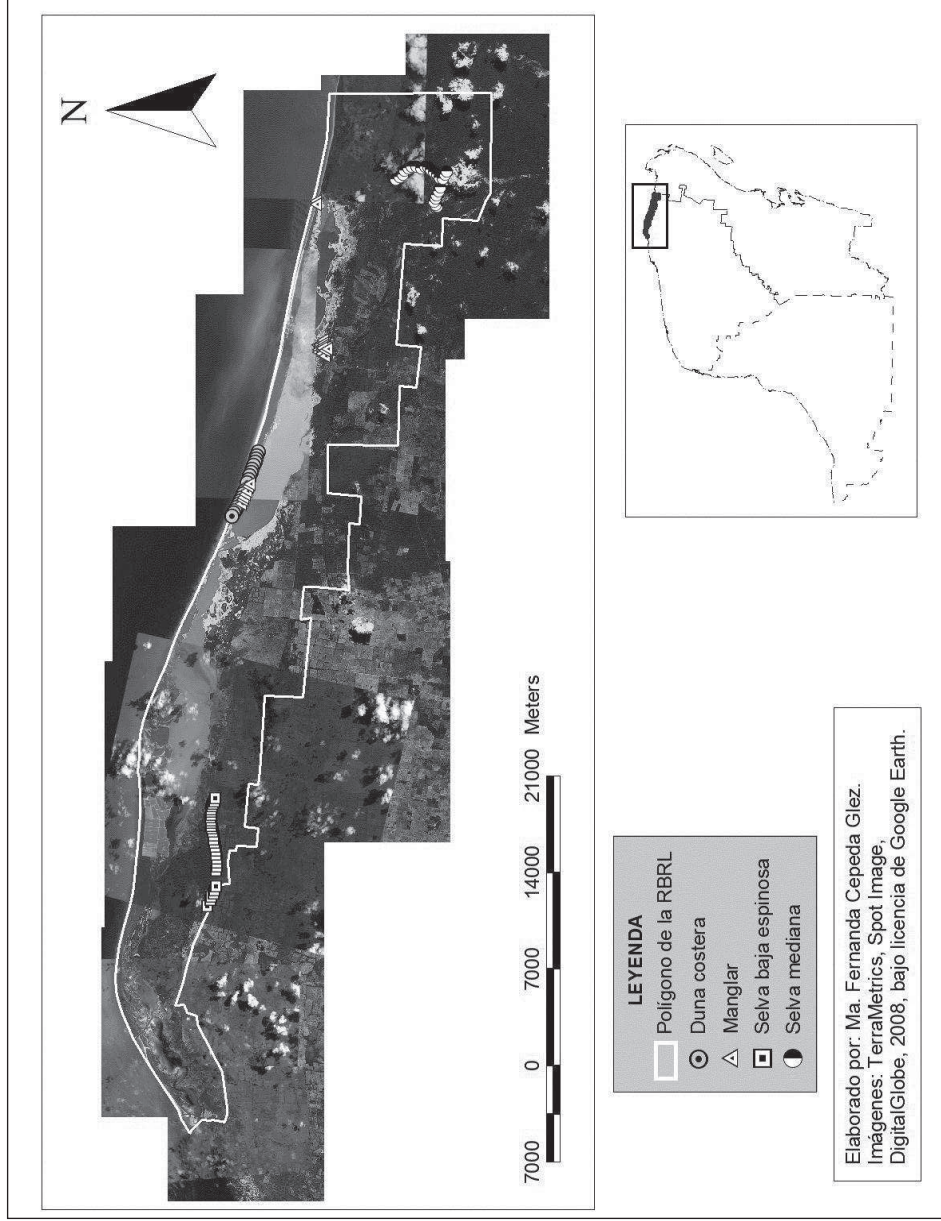 N
7000 0 7000 14000 21000 Meters
LEYENDA
Polígono de la RBRL
Duna costera
Manglar
Selva baja espinosa
Selva mediana
Elaborado por: Ma. Fernanda Cepeda Glez.
Imágenes: TerraMetrics, Spot Image,
DigitalGlobe, 2008, bajo licencia de Google Earth.